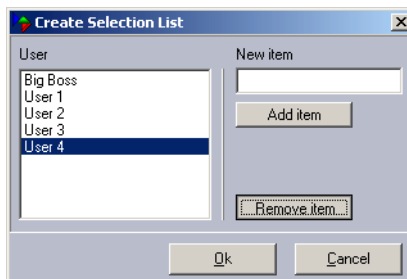 Create Selection List
User
Big Boss
User 1
User 2
User 3
User 4
New item
Add item
Remove item
Ok
Cancel